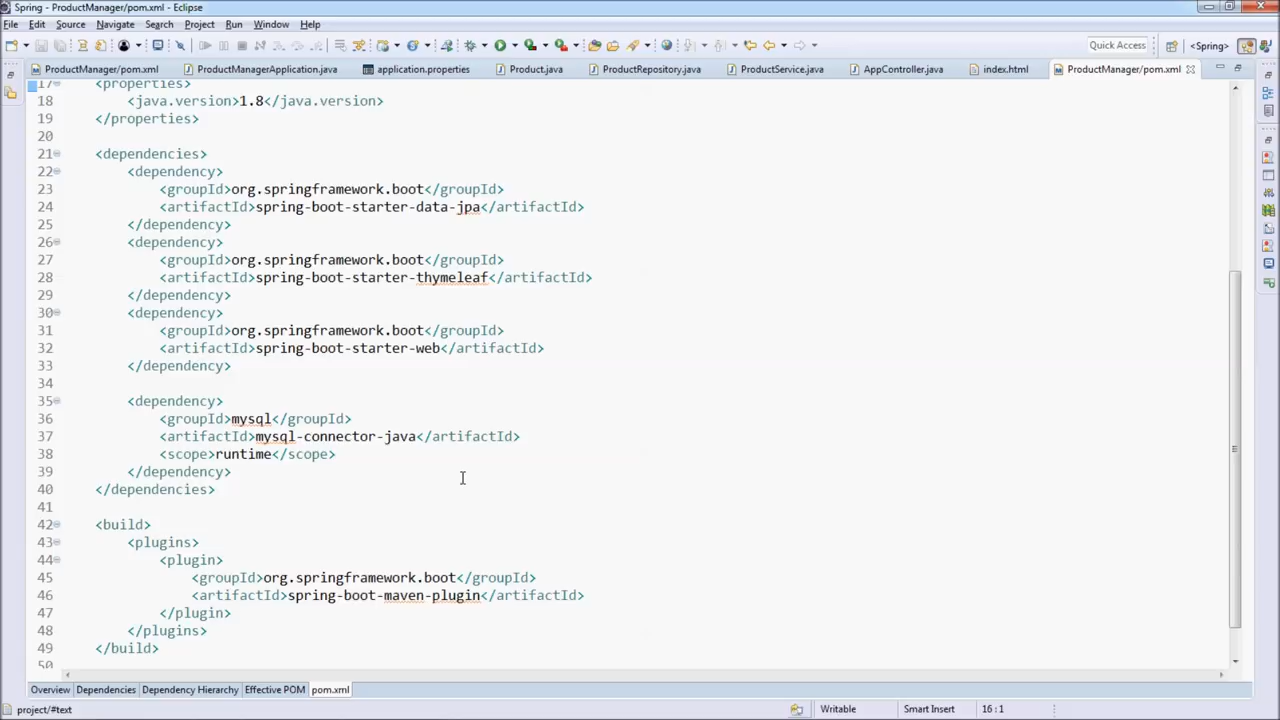 Spring - ProductManager/pom.xml - Eclipse
File Edit Source Navigate Search Project Run Window Help
Quick Access <Spring>
ProductManager/pom.xml ProductManagerApplication.java application.properties Product.java ProductRepository.java ProductService.java AppController.java index.html ProductManager/pom.xml
17 <properties>
18 <java.version>1.8</java.version>
19 </properties>
20
21 <dependencies>
22 <dependency>
23 <groupId>org.springframework.boot</groupId>
24 <artifactId>spring-boot-starter-data-jpa</artifactId>
25 </dependency>
26 <dependency>
27 <groupId>org.springframework.boot</groupId>
28 <artifactId>spring-boot-starter-thymeleaf</artifactId>
29 </dependency>
30 <dependency>
31 <groupId>org.springframework.boot</groupId>
32 <artifactId>spring-boot-starter-web</artifactId>
33 </dependency>
34
35 <dependency>
36 <groupId>mysql</groupId>
37 <artifactId>mysql-connector-java</artifactId>
38 <scope>runtime</scope>
39 </dependency>
40 </dependencies>
41
42 <build>
43 <plugins>
44 <plugin>
45 <groupId>org.springframework.boot</groupId>
46 <artifactId>spring-boot-maven-plugin</artifactId>
47 </plugin>
48 </plugins>
49 </build>
50
Overview Dependencies Dependency Hierarchy Effective POM pom.xml
project/#text Writable Smart Insert 16 : 1